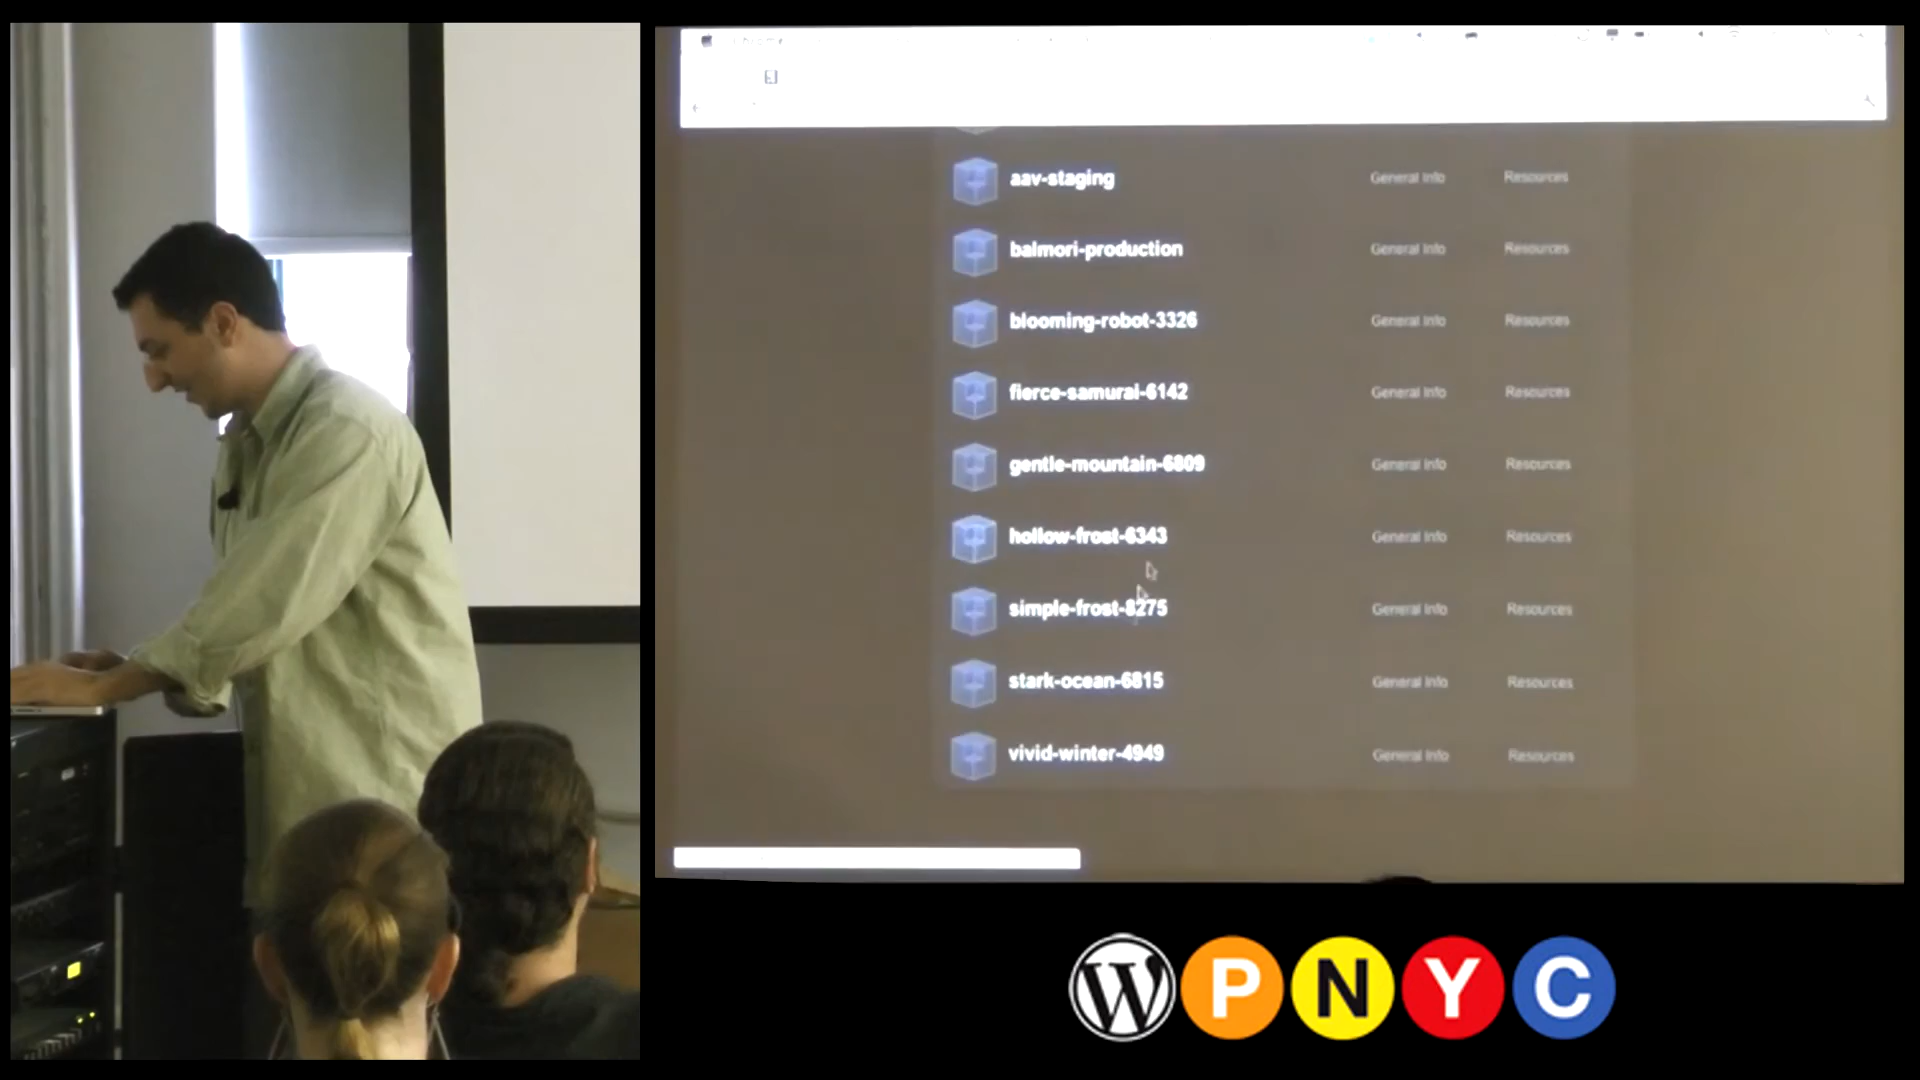 aav-staging General Info Resources
balmori-production General Info Resources
blooming-robot-3326 General Info Resources
fierce-samurai-6142 General Info Resources
gentle-mountain-6809 General Info Resources
hollow-frost-6343 General Info Resources
simple-frost-8275 General Info Resources
stark-ocean-6815 General Info Resources
vivid-winter-4949 General Info Resources
W P N Y C